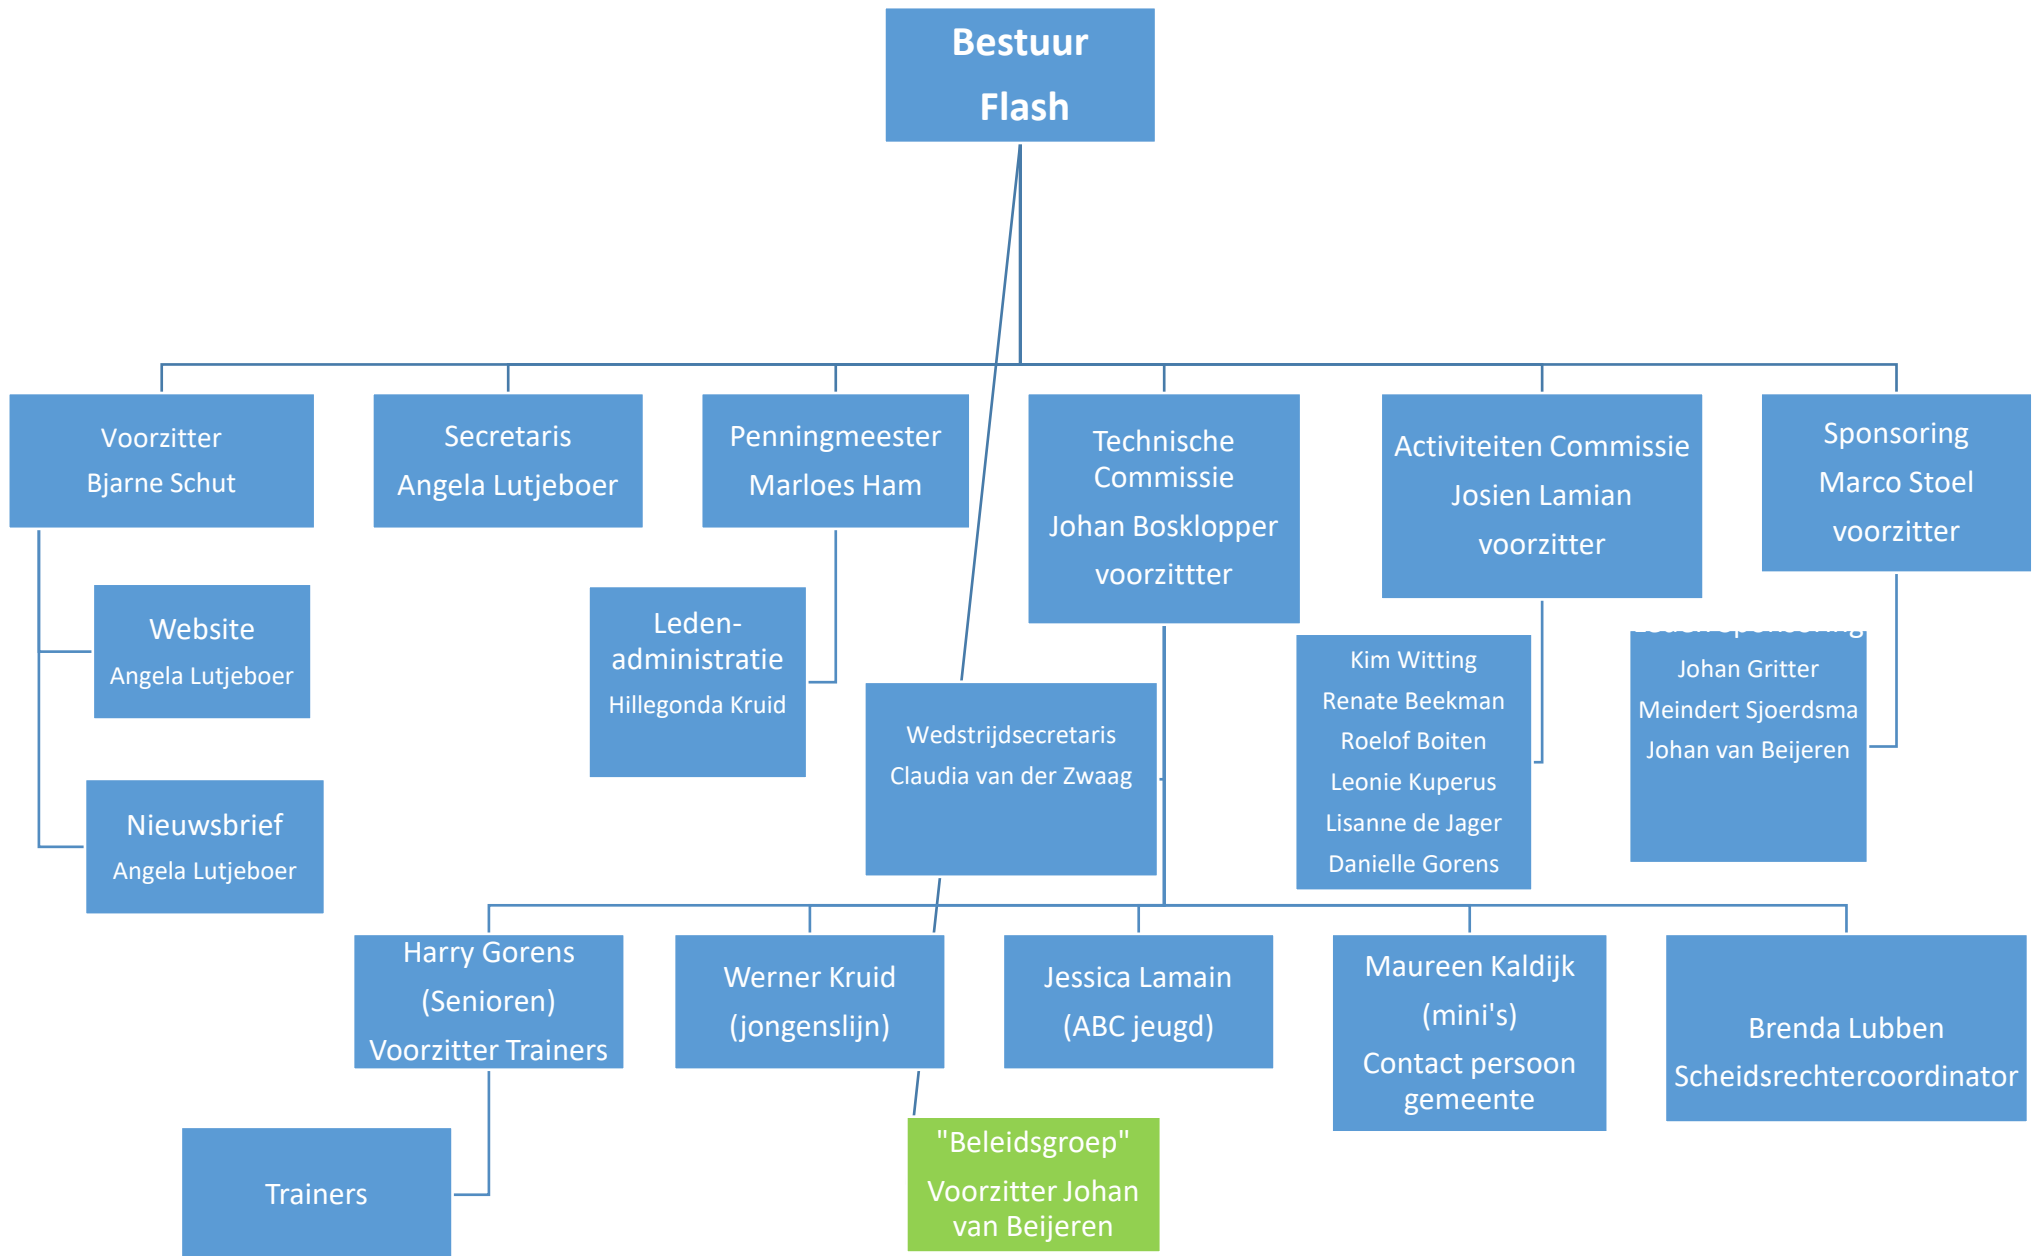 Bestuur
Flash
Voorzitter
Bjarne Schut
Secretaris
Angela Lutjeboer
Penningmeester
Marloes Ham
Technische
Commissie
Johan Bosklopper
voorzittter
Activiteiten Commissie
Josien Lamian
voorzitter
Sponsoring
Marco Stoel
voorzitter
Website
Angela Lutjeboer
Leden-
administratie
Hillegonda Kruid
Wedstrijdsecretaris
Claudia van der Zwaag
Kim Witting
Renate Beekman
Roelof Boiten
Leonie Kuperus
Lisanne de Jager
Danielle Gorens
Leden sponsoring
Johan Gritter
Meindert Sjoerdsma
Johan van Beijeren
Nieuwsbrief
Angela Lutjeboer
Harry Gorens
(Senioren)
Voorzitter Trainers
Werner Kruid
(jongenslijn)
Jessica Lamain
(ABC jeugd)
Maureen Kaldijk
(mini's)
Contact persoon
gemeente
Brenda Lubben
Scheidsrechtercoordinator
Trainers
"Beleidsgroep"
Voorzitter Johan
van Beijeren